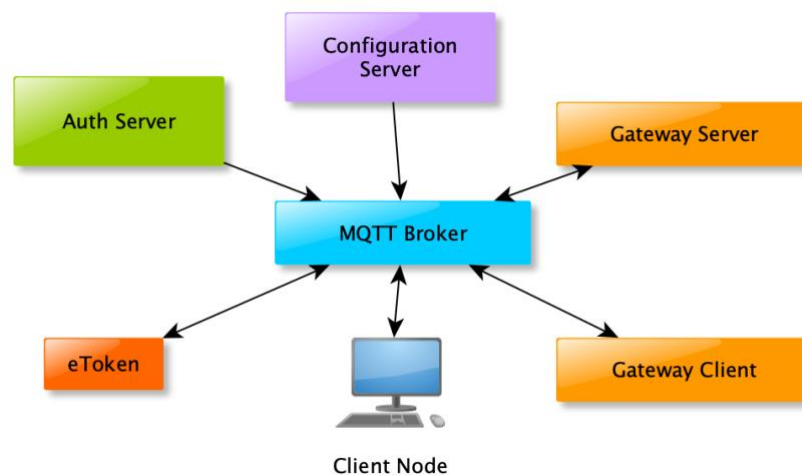 Configuration
Server
Auth Server
Gateway Server
MQTT Broker
eToken
Gateway Client
Client Node